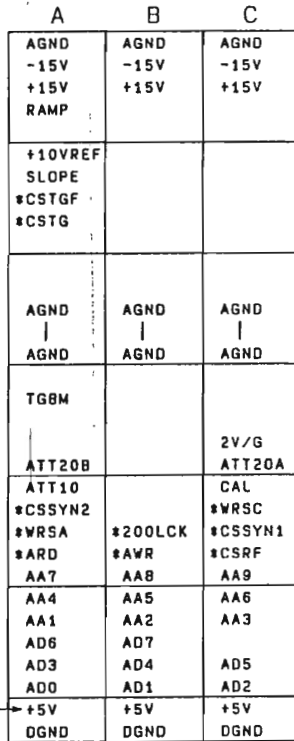 A B C
AGND AGND AGND
-15V -15V -15V
+15V +15V +15V
RAMP
+10VREF
SLOPE
*CSTGF
*CSTG
AGND AGND AGND
AGND AGND AGND
TG8M
2V/G
ATT20B ATT20A
ATT10 CAL
*CSSYN2 *WRSC
*WRSA *200LCK *CSSYN1
*ARD *AWR *CSRF
AA7 AA8 AA9
AA4 AA5 AA6
AA1 AA2 AA3
AD6 AD7
AD3 AD4 AD5
AD0 AD1 AD2
+5V +5V +5V
DGND DGND DGND